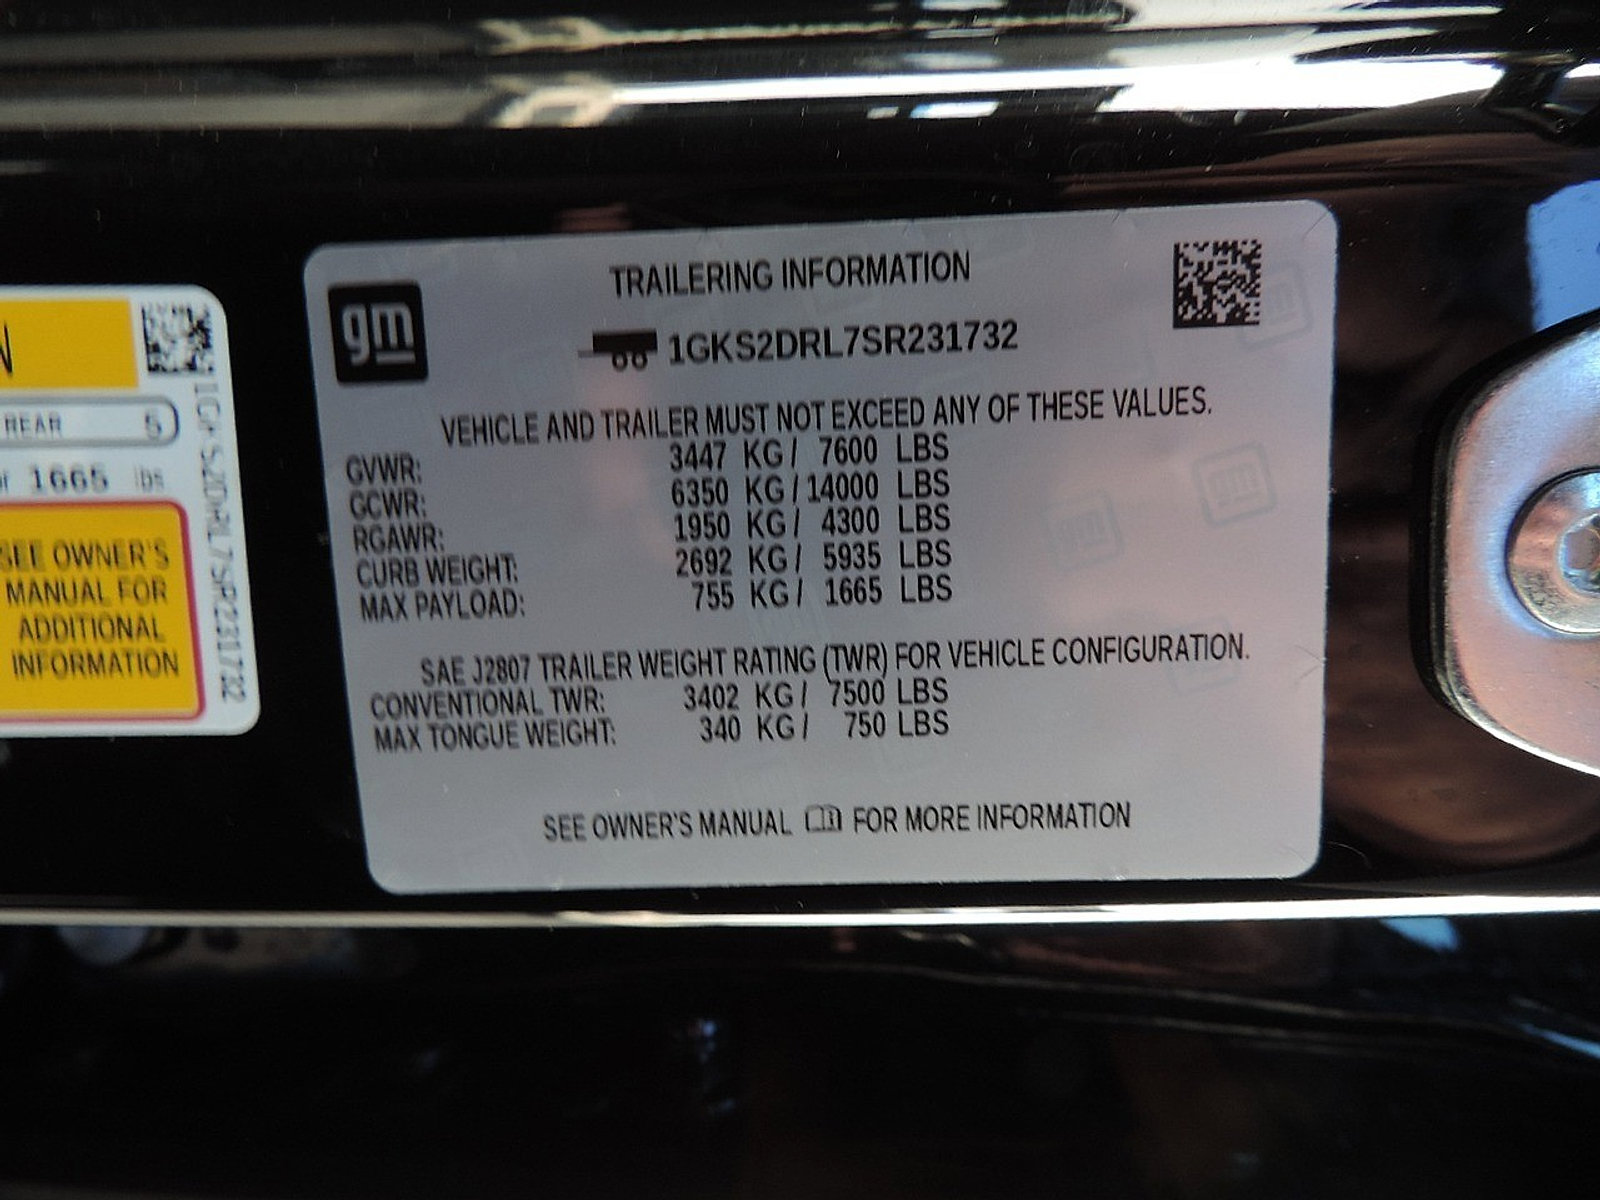 N
REAR 5
or 1665 lbs
SEE OWNER'S
MANUAL FOR
ADDITIONAL
INFORMATION
1GKS2DRL7SR231732
gm
TRAILERING INFORMATION
1GKS2DRL7SR231732
VEHICLE AND TRAILER MUST NOT EXCEED ANY OF THESE VALUES.
GVWR: 3447 KG / 7600 LBS
GCWR: 6350 KG / 14000 LBS
RGAWR: 1950 KG / 4300 LBS
CURB WEIGHT: 2692 KG / 5935 LBS
MAX PAYLOAD: 755 KG / 1665 LBS
SAE J2807 TRAILER WEIGHT RATING (TWR) FOR VEHICLE CONFIGURATION.
CONVENTIONAL TWR: 3402 KG / 7500 LBS
MAX TONGUE WEIGHT: 340 KG / 750 LBS
SEE OWNER'S MANUAL FOR MORE INFORMATION